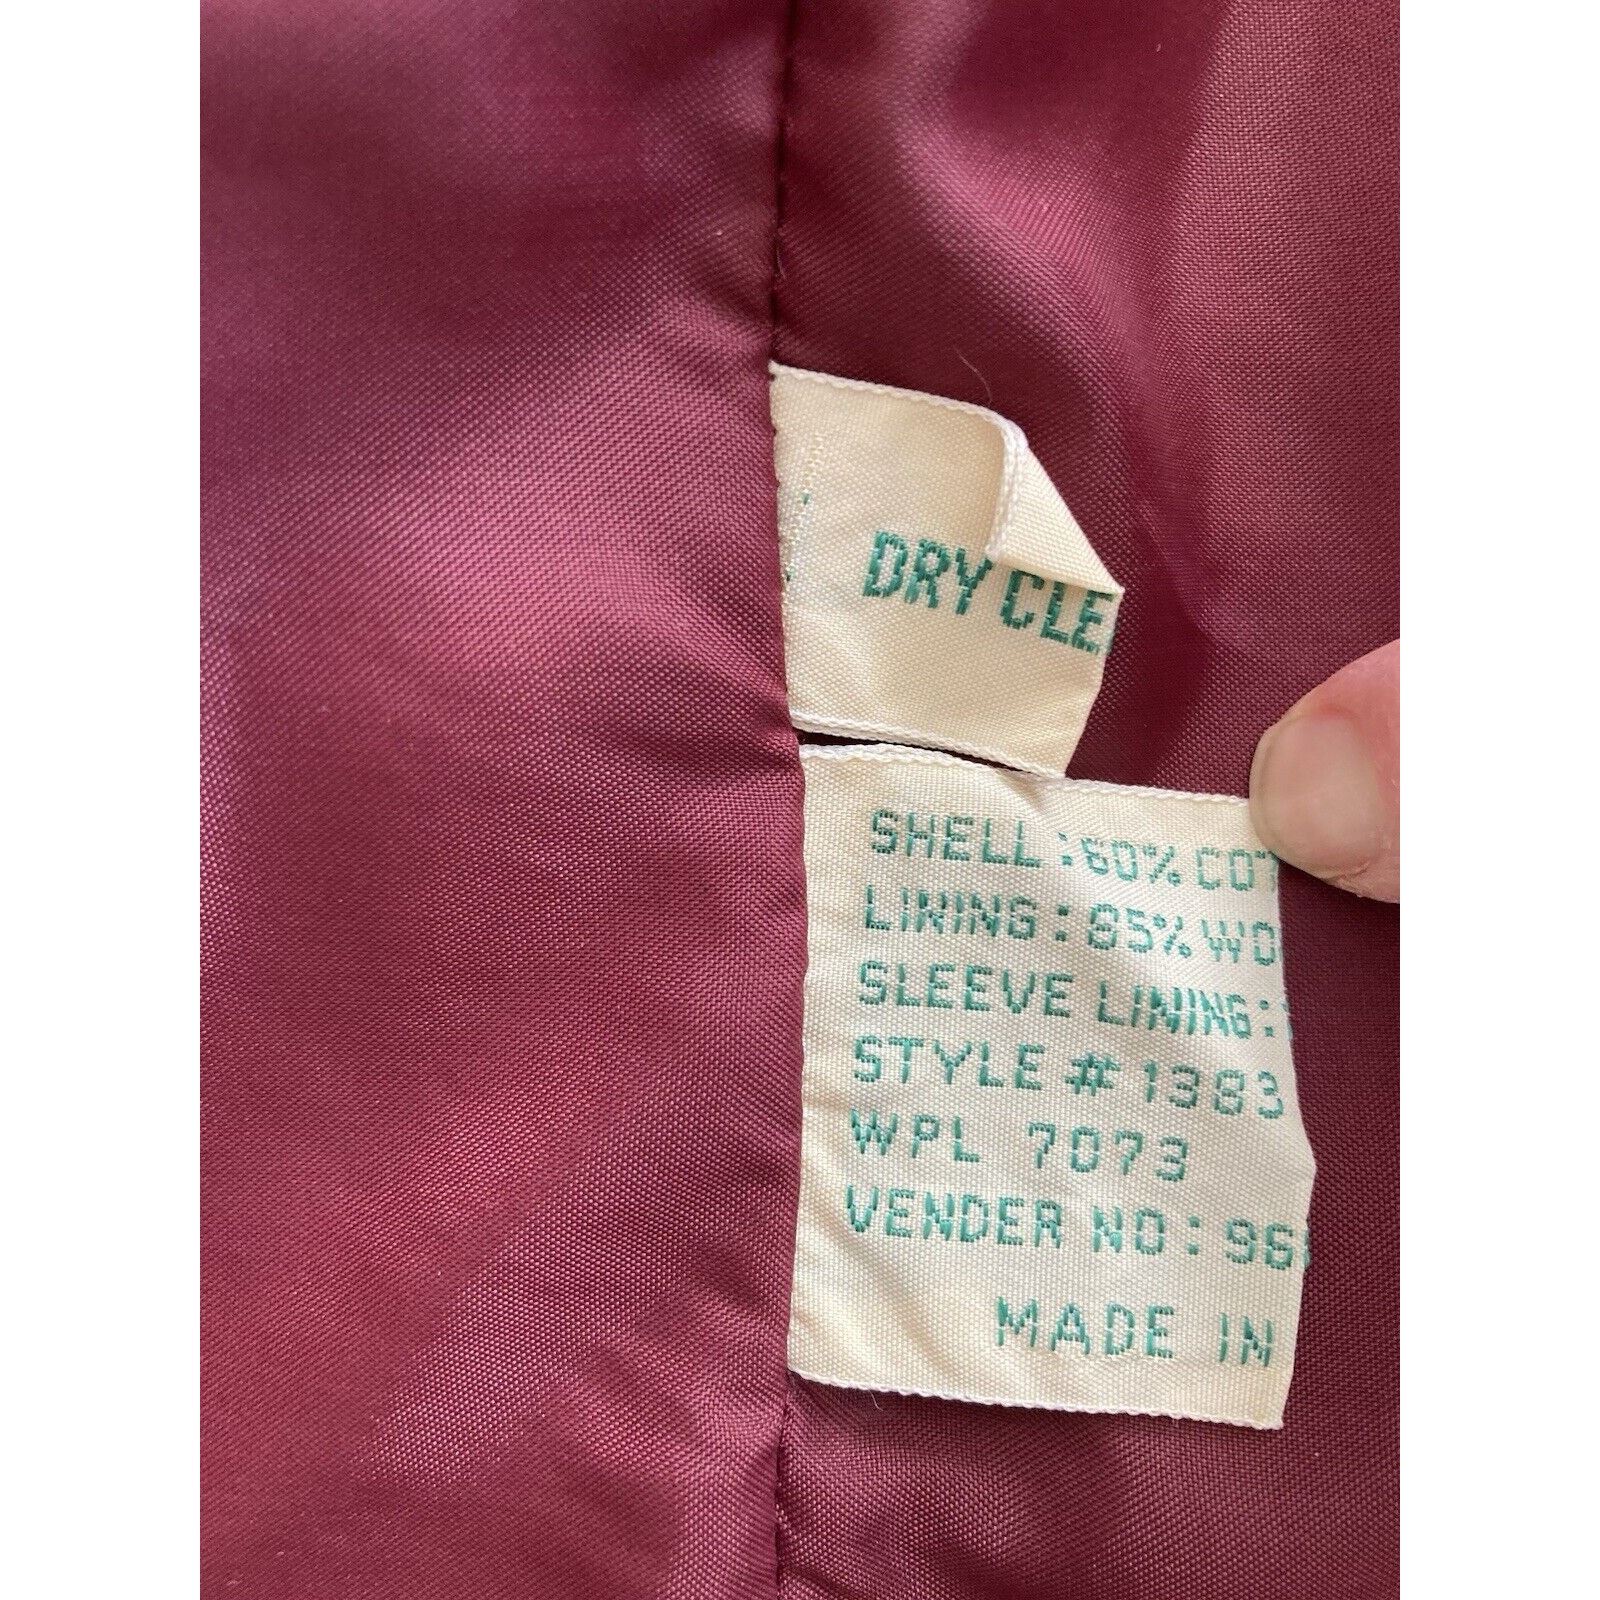 DRY CLE
SHELL : 60% COT
LINING : 85% WO
SLEEVE LINING :
STYLE # 1383
WPL 7073
VENDER NO : 96
MADE IN